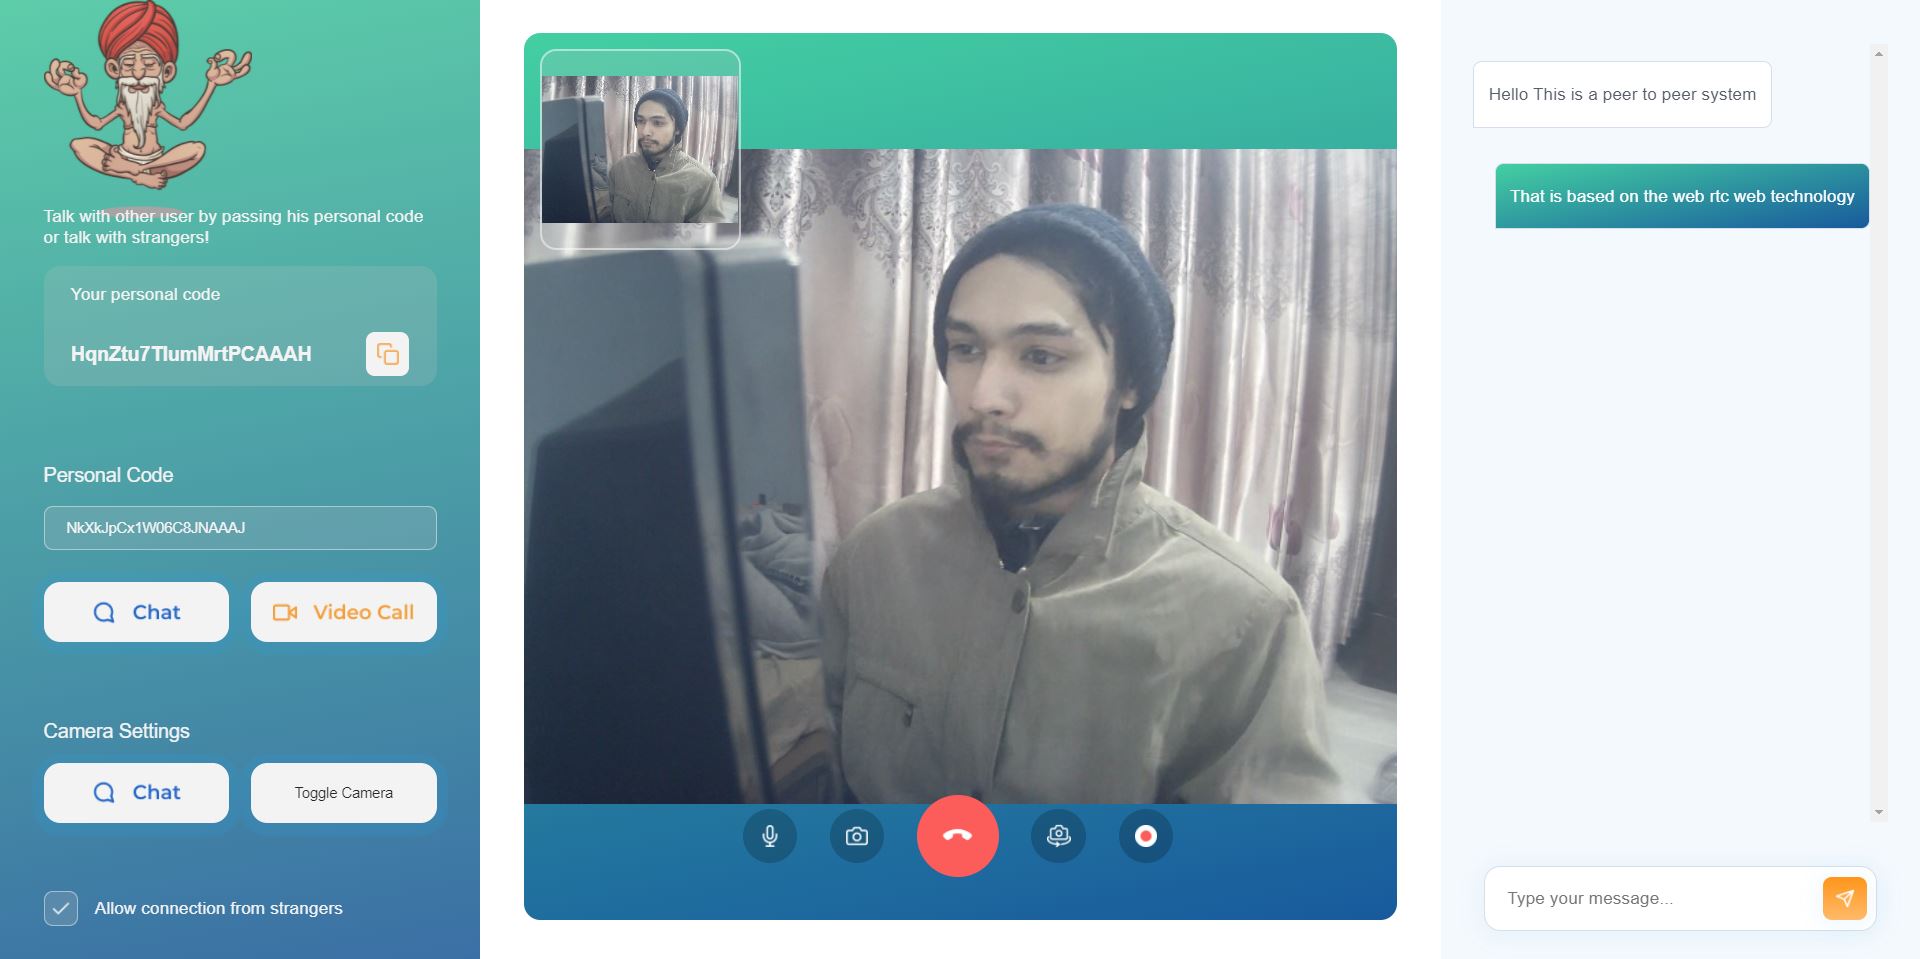 Talk with other user by passing his personal code
or talk with strangers!
Your personal code
HqnZtu7TlumMrtPCAAAH
Personal Code
NkXkJpCx1W06C8JNAAAJ
Chat
Video Call
Camera Settings
Chat
Toggle Camera
Allow connection from strangers
Hello This is a peer to peer system
That is based on the web rtc web technology
Type your message...